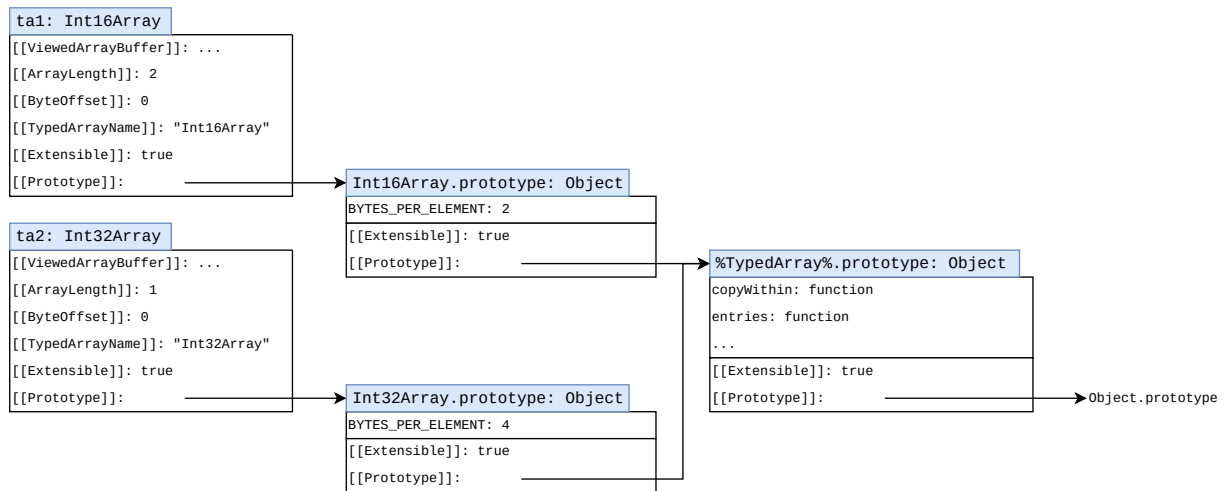 ta1: Int16Array
[[ViewedArrayBuffer]]: ...
[[ArrayLength]]: 2
[[ByteOffset]]: 0
[[TypedArrayName]]: "Int16Array"
[[Extensible]]: true
[[Prototype]]:
ta2: Int32Array
[[ViewedArrayBuffer]]: ...
[[ArrayLength]]: 1
[[ByteOffset]]: 0
[[TypedArrayName]]: "Int32Array"
[[Extensible]]: true
[[Prototype]]:
Int16Array.prototype: Object
BYTES_PER_ELEMENT: 2
[[Extensible]]: true
[[Prototype]]:
Int32Array.prototype: Object
BYTES_PER_ELEMENT: 4
[[Extensible]]: true
[[Prototype]]:
%TypedArray%.prototype: Object
copyWithin: function
entries: function
...
[[Extensible]]: true
[[Prototype]]:
Object.prototype